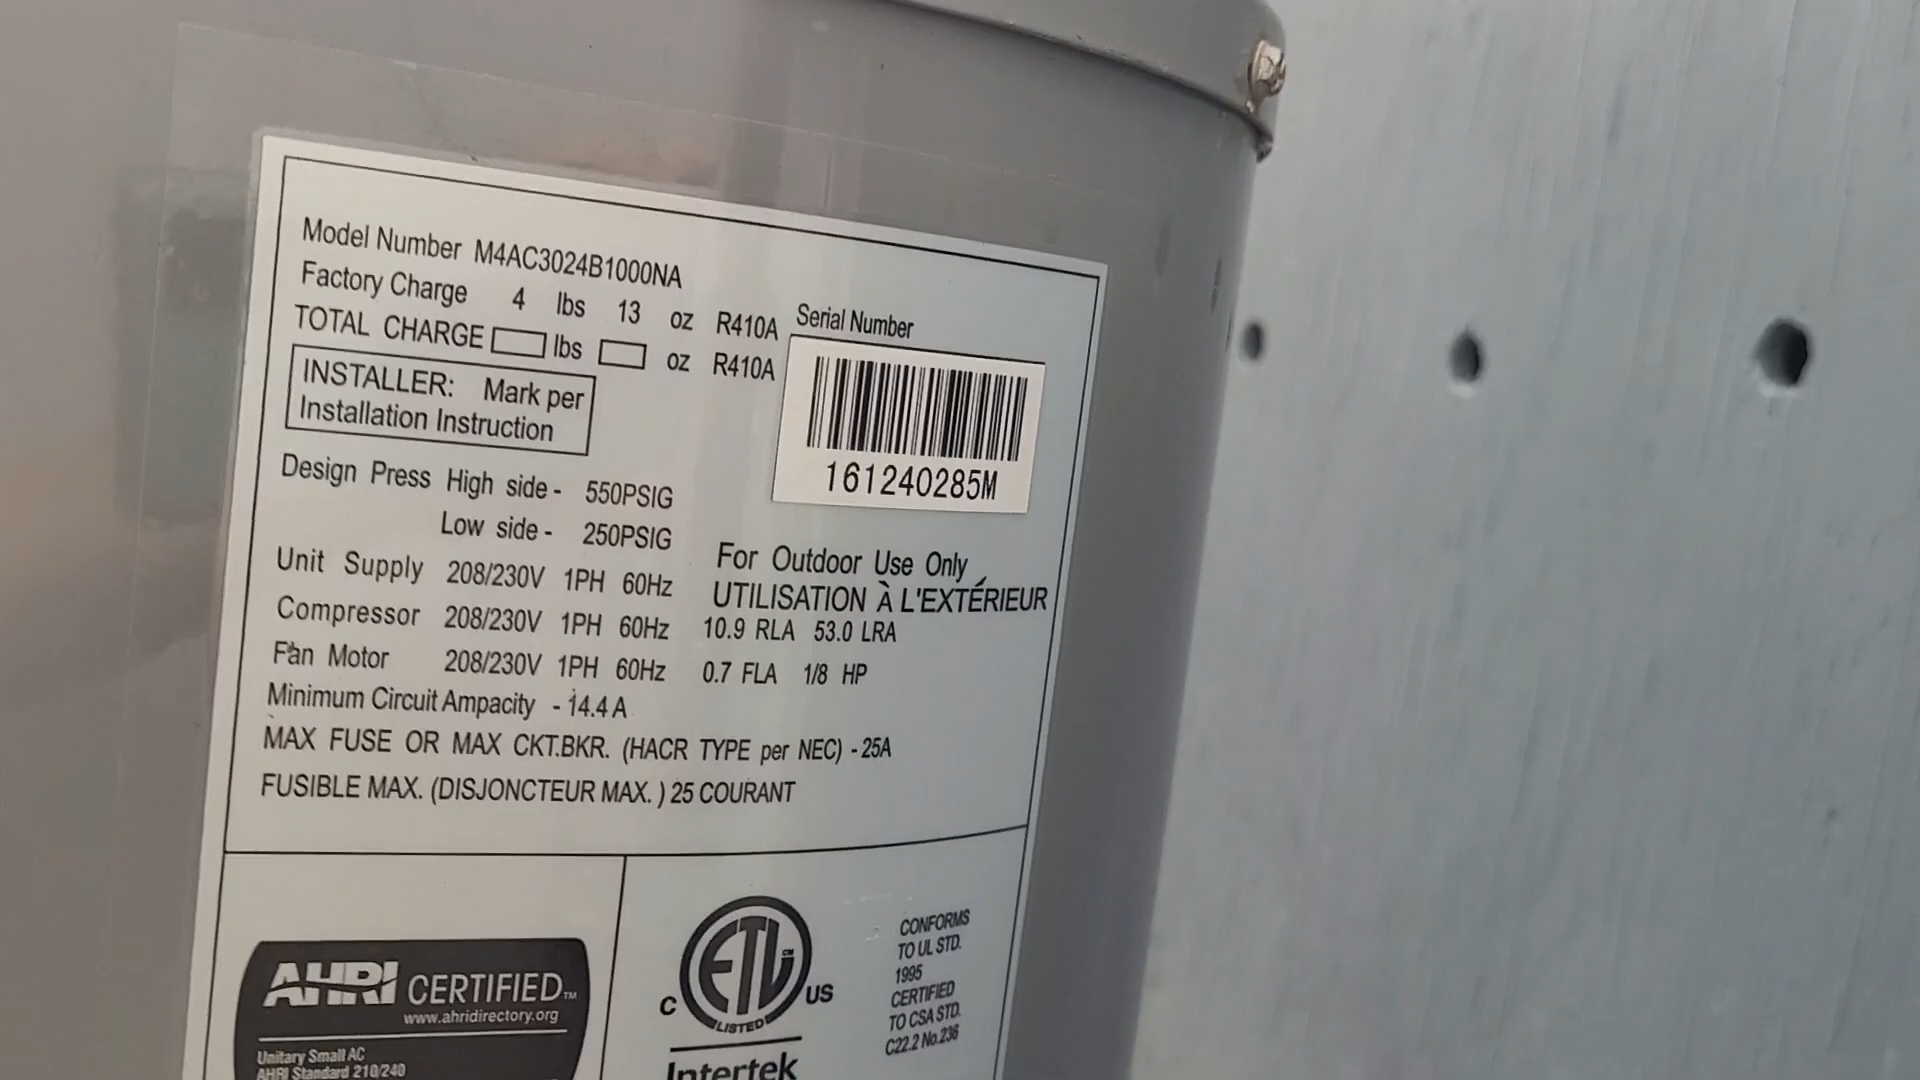 Model Number M4AC3024B1000NA
Factory Charge 4 lbs 13 oz R410A
TOTAL CHARGE lbs oz R410A
INSTALLER: Mark per
Installation Instruction
Serial Number
161240285M
Design Press High side - 550PSIG
Low side - 250PSIG
For Outdoor Use Only
UTILISATION À L'EXTÉRIEUR
Unit Supply 208/230V 1PH 60Hz
Compressor 208/230V 1PH 60Hz 10.9 RLA 53.0 LRA
Fan Motor 208/230V 1PH 60Hz 0.7 FLA 1/8 HP
Minimum Circuit Ampacity - 14.4 A
MAX FUSE OR MAX CKT.BKR. (HACR TYPE per NEC) - 25A
FUSIBLE MAX. (DISJONCTEUR MAX. ) 25 COURANT
AHRI CERTIFIED™
www.ahridirectory.org
Unitary Small AC
AHRI Standard 210/240
C ETL CM US
LISTED
Intertek
CONFORMS
TO UL STD.
1995
CERTIFIED
TO CSA STD.
C22.2 No.236